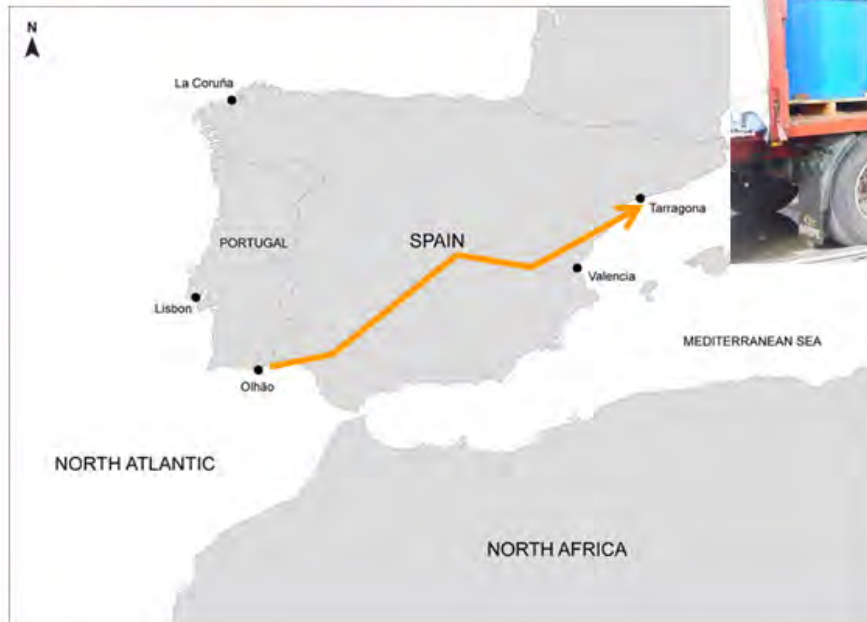 N
La Coruña
Tarragona
PORTUGAL
SPAIN
Valencia
Lisbon
MEDITERRANEAN SEA
Olhão
NORTH ATLANTIC
NORTH AFRICA